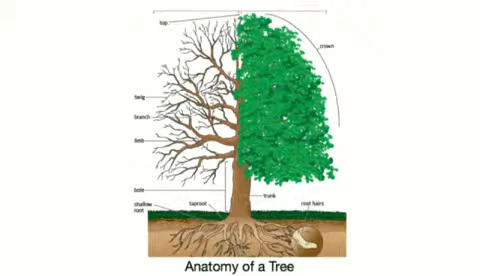 top
crown
twig
branch
limb
bole
trunk
shallow
root
taproot
root hairs
Anatomy of a Tree